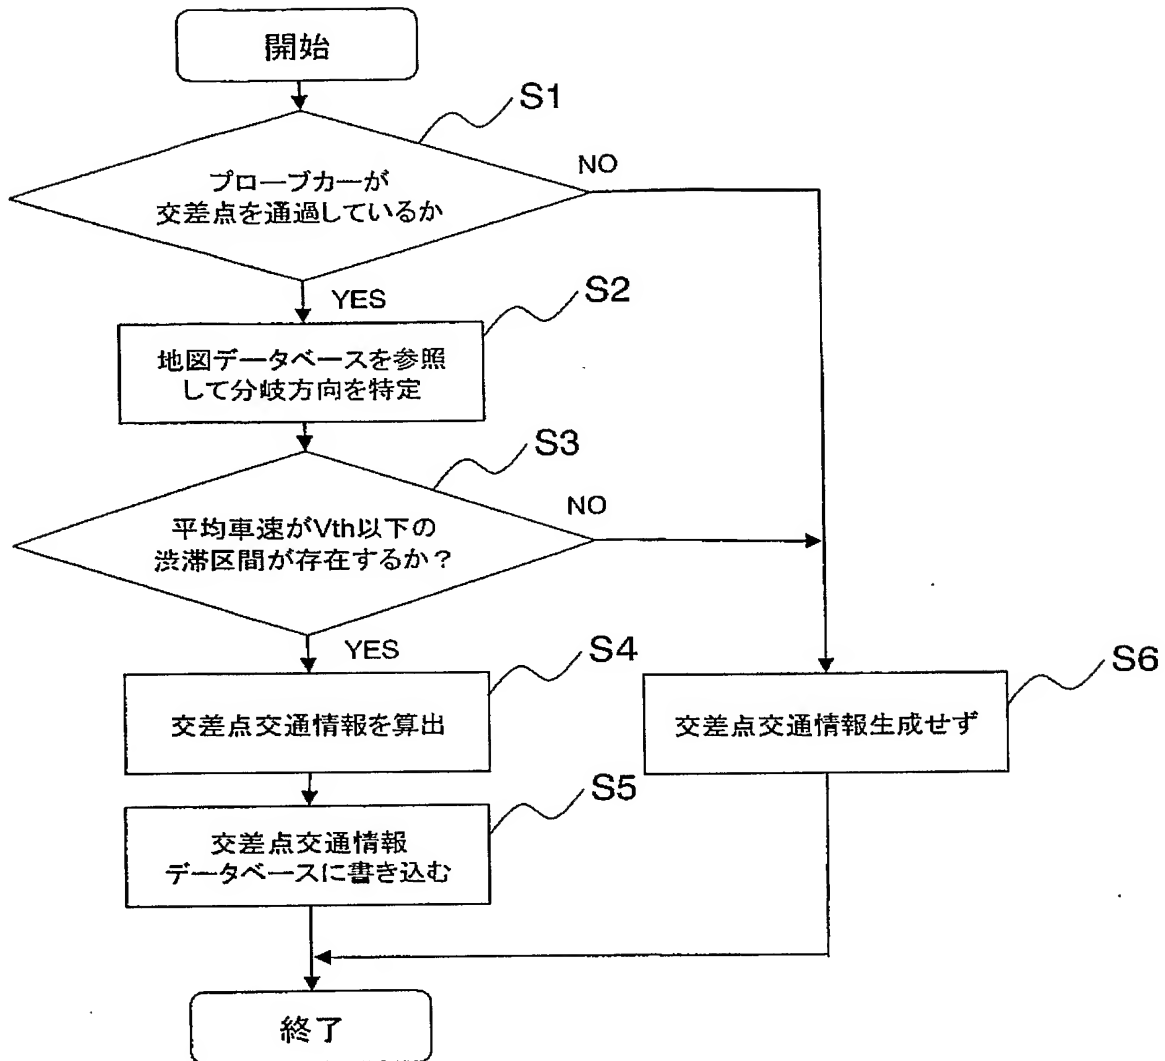 開始
S1
プローブカーが
交差点を通過しているか
NO
YES
S2
地図データベースを参照
して分岐方向を特定
S3
平均車速がVth以下の
渋滞区間が存在するか?
NO
YES
S4
交差点交通情報を算出
S6
交差点交通情報生成せず
S5
交差点交通情報
データベースに書き込む
終了